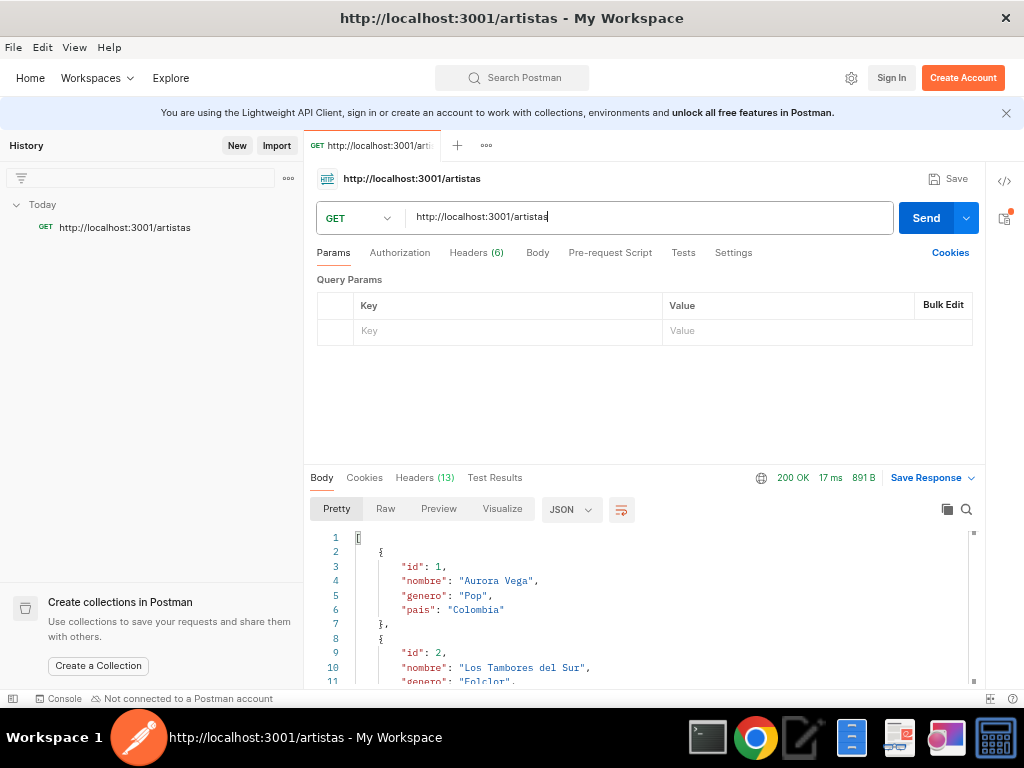 http://localhost:3001/artistas - My Workspace
File Edit View Help
Home Workspaces Explore Search Postman Sign In Create Account
You are using the Lightweight API Client, sign in or create an account to work with collections, environments and unlock all free features in Postman.
History New Import GET http://localhost:3001/arti
http://localhost:3001/artistas Save
Today
GET http://localhost:3001/artistas
GET http://localhost:3001/artistas Send
Params Authorization Headers (6) Body Pre-request Script Tests Settings Cookies
Query Params
Key Value Bulk Edit
Key Value
Body Cookies Headers (13) Test Results 200 OK 17 ms 891 B Save Response
Pretty Raw Preview Visualize JSON
1 [
2 {
3 "id": 1,
4 "nombre": "Aurora Vega",
5 "genero": "Pop",
6 "pais": "Colombia"
7 },
8 {
9 "id": 2,
10 "nombre": "Los Tambores del Sur",
11 "genero": "Folclor",
Create collections in Postman
Use collections to save your requests and share them
with others.
Create a Collection
Console Not connected to a Postman account
Workspace 1 http://localhost:3001/artistas - My Workspace